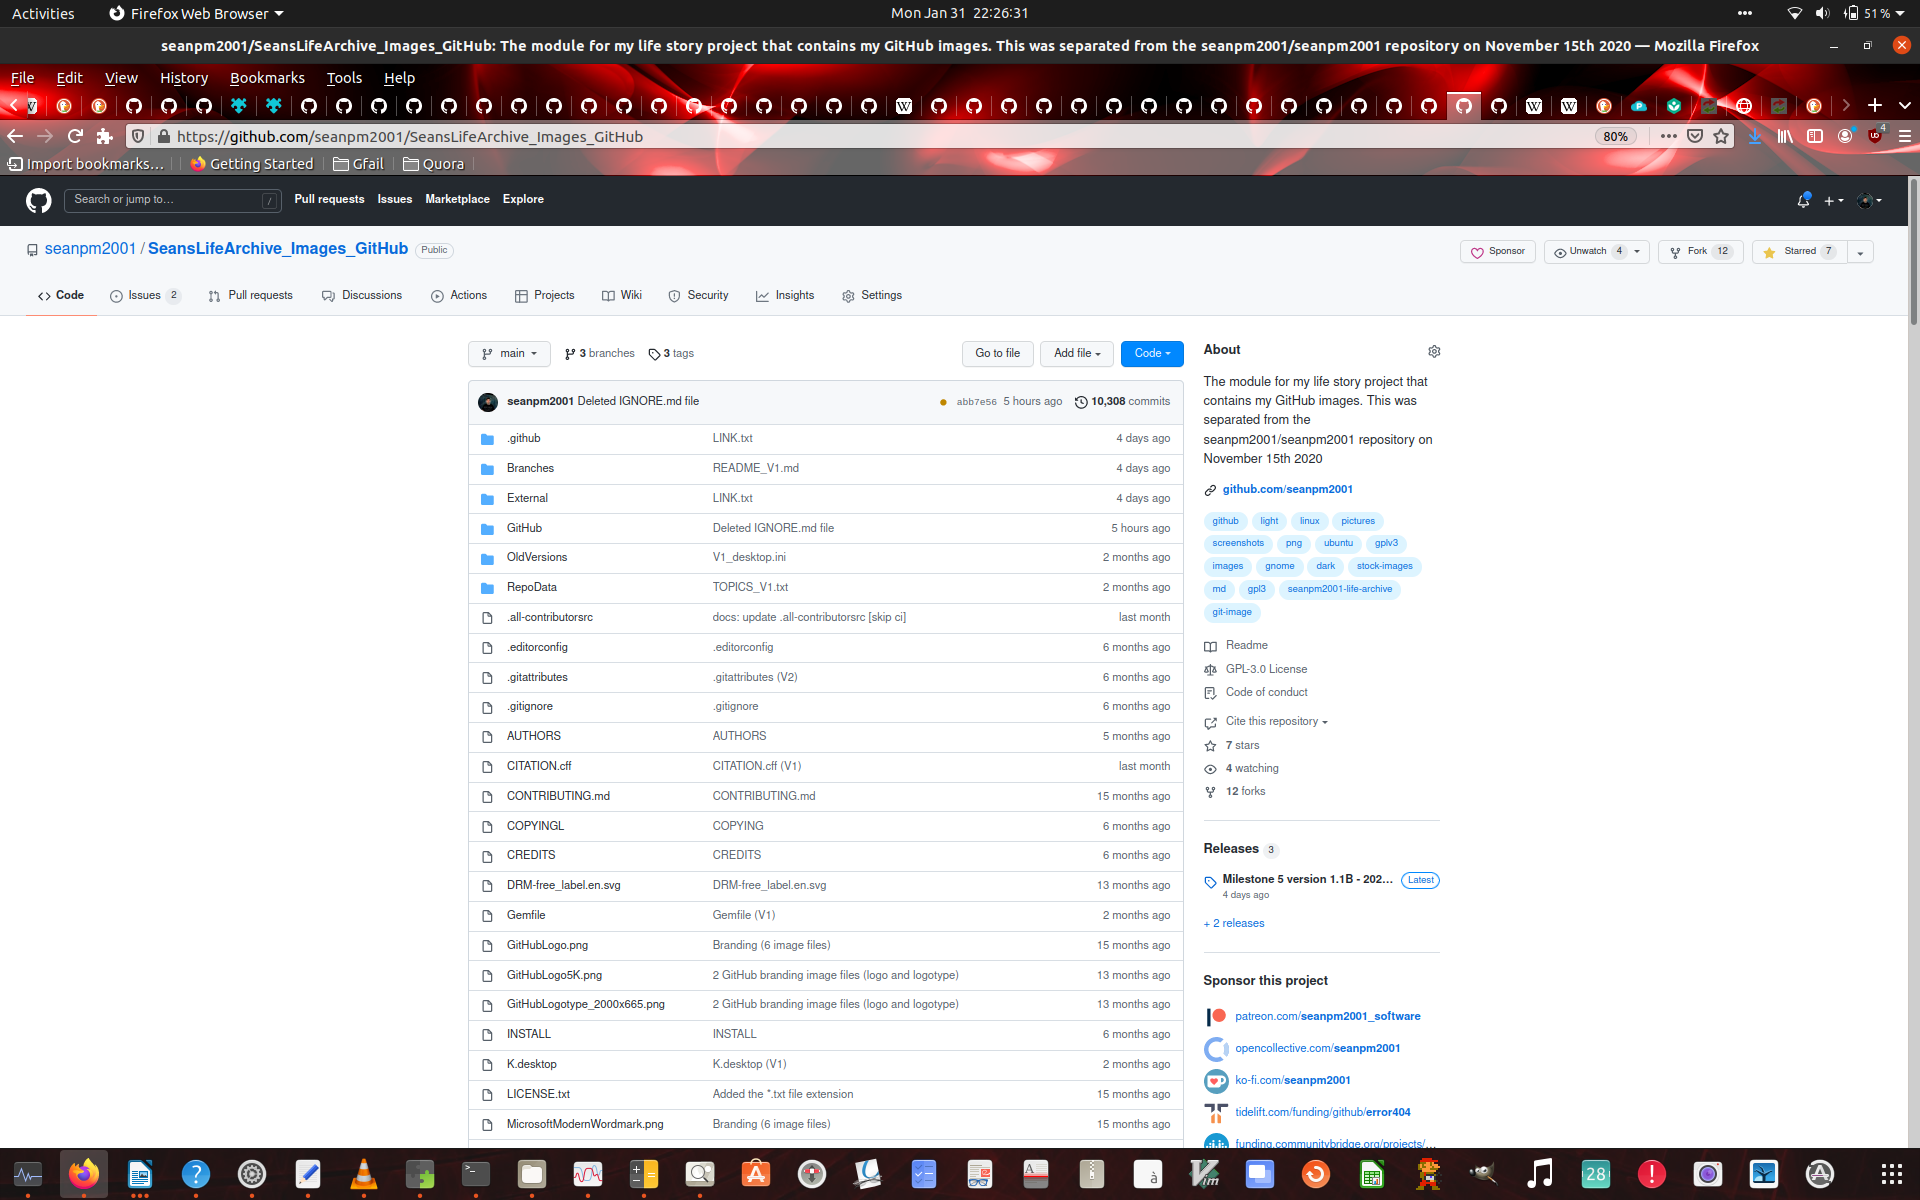 Activities
Firefox Web Browser
Mon Jan 31 22:26:31
51 %
seanpm2001/SeansLifeArchive_Images_GitHub: The module for my life story project that contains my GitHub images. This was separated from the seanpm2001/seanpm2001 repository on November 15th 2020 — Mozilla Firefox
File Edit View History Bookmarks Tools Help
https://github.com/seanpm2001/SeansLifeArchive_Images_GitHub
80%
4
Import bookmarks…
Getting Started
Gfail
Quora
Search or jump to…
/
Pull requests Issues Marketplace Explore
seanpm2001 / SeansLifeArchive_Images_GitHub Public
Sponsor
Unwatch 4
Fork 12
Starred 7
Code
Issues 2
Pull requests
Discussions
Actions
Projects
Wiki
Security
Insights
Settings
main
3 branches
3 tags
Go to file
Add file
Code
seanpm2001 Deleted IGNORE.md file
abb7e56 5 hours ago
10,308 commits
.github LINK.txt 4 days ago
Branches README_V1.md 4 days ago
External LINK.txt 4 days ago
GitHub Deleted IGNORE.md file 5 hours ago
OldVersions V1_desktop.ini 2 months ago
RepoData TOPICS_V1.txt 2 months ago
.all-contributorsrc docs: update .all-contributorsrc [skip ci] last month
.editorconfig .editorconfig 6 months ago
.gitattributes .gitattributes (V2) 6 months ago
.gitignore .gitignore 6 months ago
AUTHORS AUTHORS 5 months ago
CITATION.cff CITATION.cff (V1) last month
CONTRIBUTING.md CONTRIBUTING.md 15 months ago
COPYINGL COPYING 6 months ago
CREDITS CREDITS 6 months ago
DRM-free_label.en.svg DRM-free_label.en.svg 13 months ago
Gemfile Gemfile (V1) 2 months ago
GitHubLogo.png Branding (6 image files) 15 months ago
GitHubLogo5K.png 2 GitHub branding image files (logo and logotype) 13 months ago
GitHubLogotype_2000x665.png 2 GitHub branding image files (logo and logotype) 13 months ago
INSTALL INSTALL 6 months ago
K.desktop K.desktop (V1) 2 months ago
LICENSE.txt Added the *.txt file extension 15 months ago
MicrosoftModernWordmark.png Branding (6 image files) 15 months ago
About
The module for my life story project that
contains my GitHub images. This was
separated from the
seanpm2001/seanpm2001 repository on
November 15th 2020
github.com/seanpm2001
github light linux pictures
screenshots png ubuntu gplv3
images gnome dark stock-images
md gpl3 seanpm2001-life-archive
git-image
Readme
GPL-3.0 License
Code of conduct
Cite this repository
7 stars
4 watching
12 forks
Releases 3
Milestone 5 version 1.1B - 202… Latest
4 days ago
+ 2 releases
Sponsor this project
patreon.com/seanpm2001_software
opencollective.com/seanpm2001
ko-fi.com/seanpm2001
tidelift.com/funding/github/error404
funding.communitybridge.org/projects/…
28